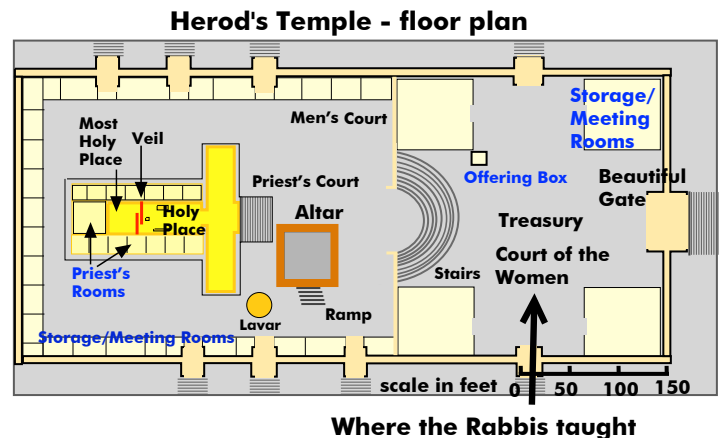 Herod's Temple - floor plan
Storage/
Meeting
Rooms
Men's Court
Most
Holy
Place
Veil
Offering Box
Beautiful
Gate
Priest's Court
Holy
Place
Altar
Treasury
Court of the
Women
Stairs
Priest's
Rooms
Ramp
Lavar
Storage/Meeting Rooms
scale in feet
0 50 100 150
Where the Rabbis taught